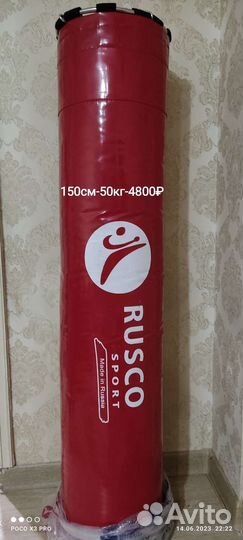 150см-50кг-4800₽
RUSCO
SPORT
Made in Russia
POCO X3 PRO
Avito
14.06.2023 22:22